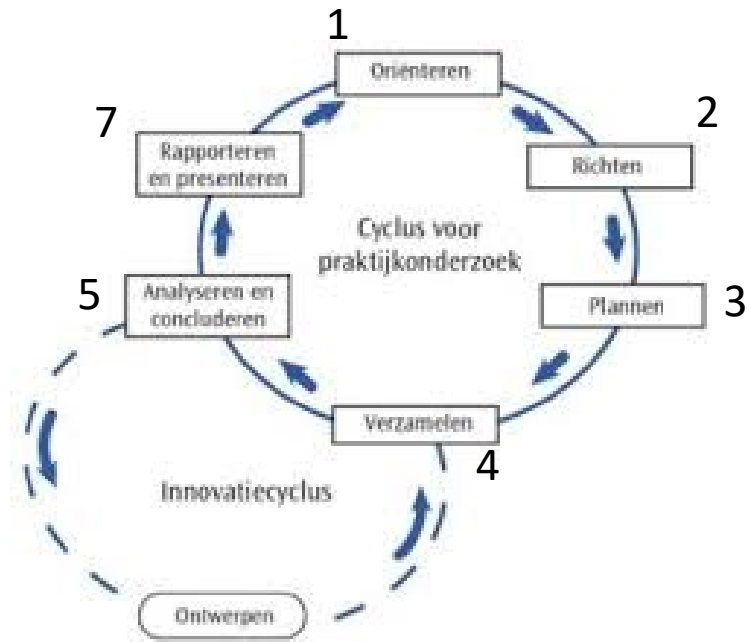 1
Oriënteren
2
Richten
3
Plannen
4
Verzamelen
5
Analyseren en
concluderen
7
Rapporteren
en presenteren
Cyclus voor
praktijkonderzoek
Innovatiecyclus
Ontwerpen